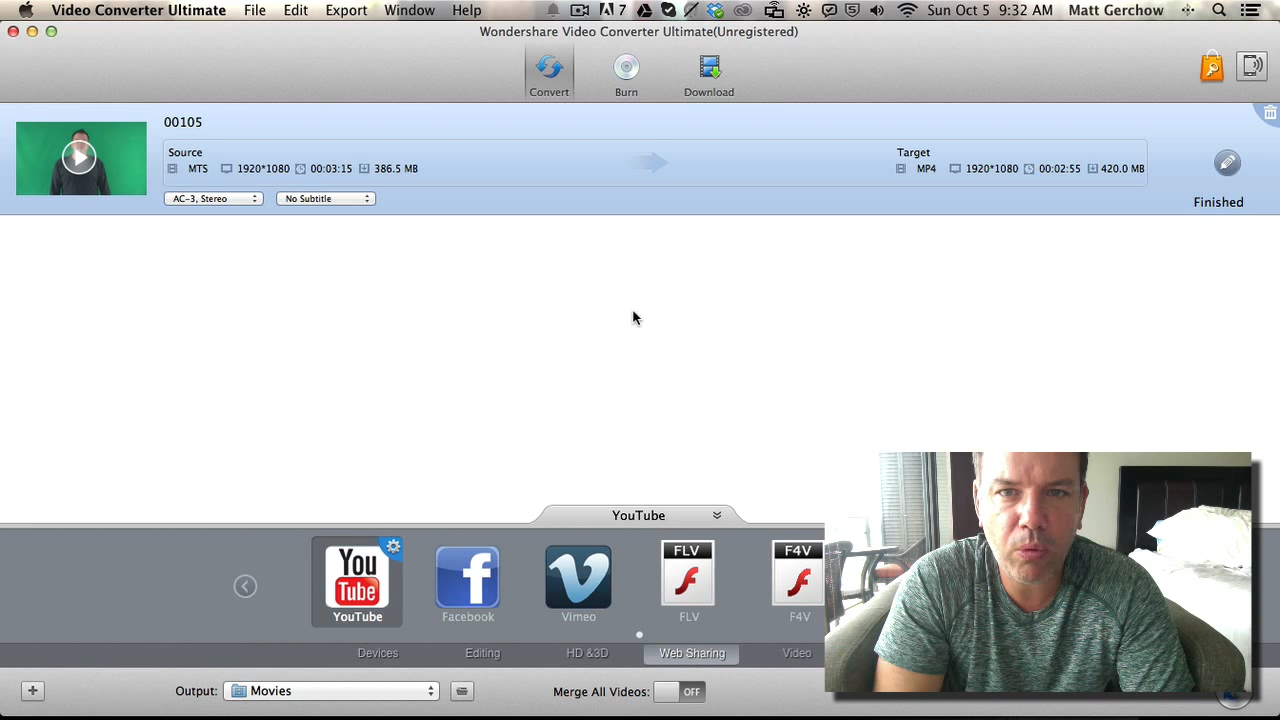 Video Converter Ultimate File Edit Export Window Help 7 5 Sun Oct 5 9:32 AM Matt Gerchow
Wondershare Video Converter Ultimate(Unregistered)
Convert Burn Download
00105
Source Target
MTS 1920*1080 00:03:15 386.5 MB MP4 1920*1080 00:02:55 420.0 MB
AC-3, Stereo No Subtitle Finished
YouTube
You Tube f V FLV F4V
YouTube Facebook Vimeo FLV F4V
Devices Editing HD &3D Web Sharing Video
Output: Movies Merge All Videos: OFF